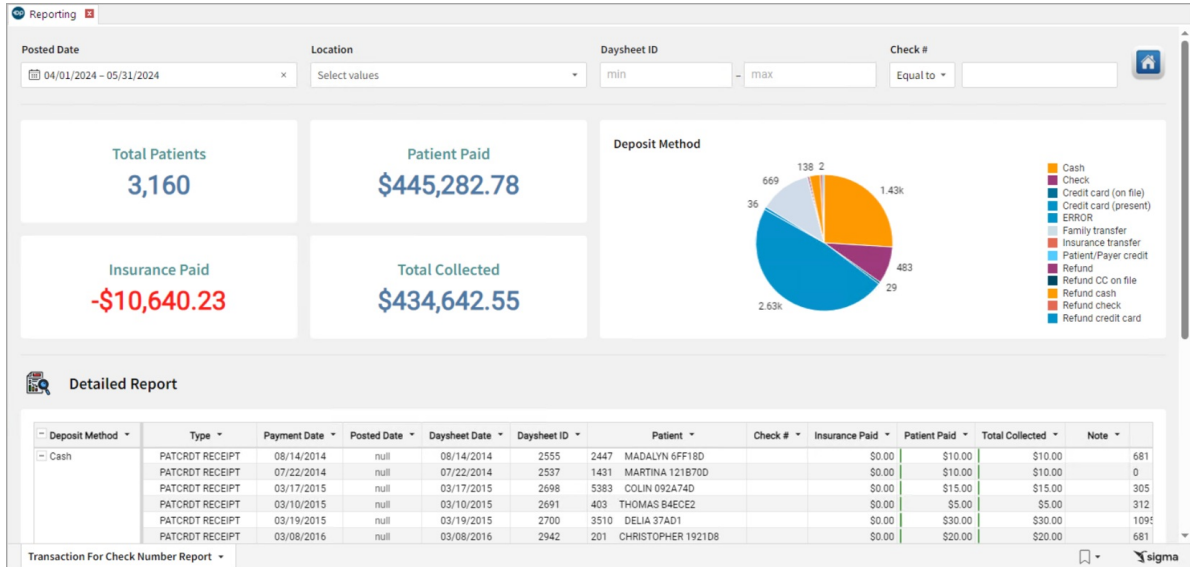 Reporting
Posted Date Location Daysheet ID Check #
04/01/2024 – 05/31/2024 × Select values min – max Equal to
Total Patients
3,160
Patient Paid
$445,282.78
Insurance Paid
-$10,640.23
Total Collected
$434,642.55
Deposit Method
138 2
669
1.43k
36
483
29
2.63k
Cash
Check
Credit card (on file)
Credit card (present)
ERROR
Family transfer
Insurance transfer
Patient/Payer credit
Refund
Refund CC on file
Refund cash
Refund check
Refund credit card
Detailed Report
Deposit Method Type Payment Date Posted Date Daysheet Date Daysheet ID Patient Check # Insurance Paid Patient Paid Total Collected Note
Cash PATCRDT RECEIPT 08/14/2014 null 08/14/2014 2555 2447 MADALYN 6FF18D $0.00 $10.00 $10.00 681
PATCRDT RECEIPT 07/22/2014 null 07/22/2014 2537 1431 MARTINA 121B70D $0.00 $10.00 $10.00 0
PATCRDT RECEIPT 03/17/2015 null 03/17/2015 2698 5383 COLIN 092A74D $0.00 $15.00 $15.00 305
PATCRDT RECEIPT 03/10/2015 null 03/10/2015 2691 403 THOMAS B4ECE2 $0.00 $5.00 $5.00 312
PATCRDT RECEIPT 03/19/2015 null 03/19/2015 2700 3510 DELIA 37AD1 $0.00 $30.00 $30.00
PATCRDT RECEIPT 03/08/2016 null 03/08/2016 2942 201 CHRISTOPHER 1921D8 $0.00 $20.00 $20.00 681
Transaction For Check Number Report sigma